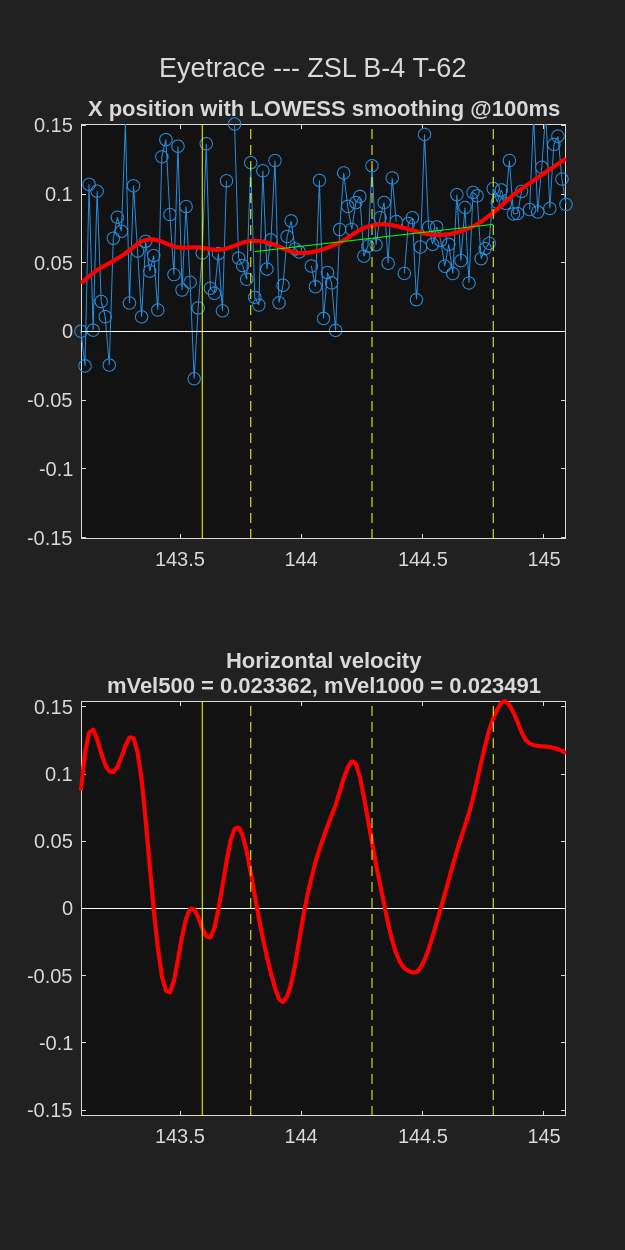 Eyetrace --- ZSL B-4 T-62
X position with LOWESS smoothing @100ms
0.15
0.1
0.05
0
-0.05
-0.1
-0.15
143.5 144 144.5 145
Horizontal velocity
mVel500 = 0.023362, mVel1000 = 0.023491
0.15
0.1
0.05
0
-0.05
-0.1
-0.15
143.5 144 144.5 145